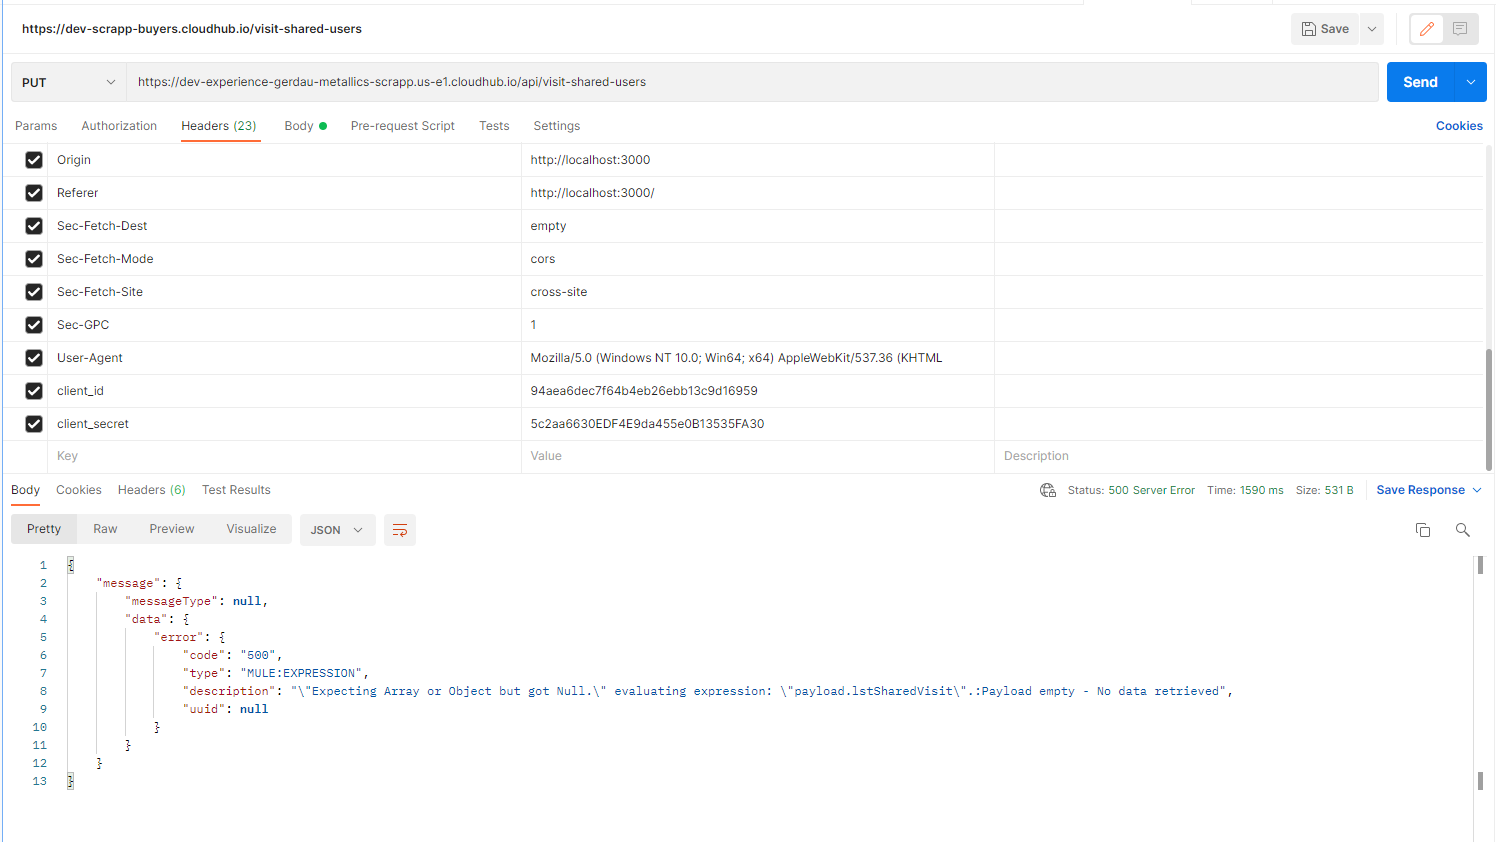 https://dev-scrapp-buyers.cloudhub.io/visit-shared-users
Save
PUT
https://dev-experience-gerdau-metallics-scrapp.us-e1.cloudhub.io/api/visit-shared-users
Send
Params Authorization Headers (23) Body Pre-request Script Tests Settings Cookies
Origin http://localhost:3000
Referer http://localhost:3000/
Sec-Fetch-Dest empty
Sec-Fetch-Mode cors
Sec-Fetch-Site cross-site
Sec-GPC 1
User-Agent Mozilla/5.0 (Windows NT 10.0; Win64; x64) AppleWebKit/537.36 (KHTML
client_id 94aea6dec7f64b4eb26ebb13c9d16959
client_secret 5c2aa6630EDF4E9da455e0B13535FA30
Key Value Description
Body Cookies Headers (6) Test Results Status: 500 Server Error Time: 1590 ms Size: 531 B Save Response
Pretty Raw Preview Visualize JSON
1 {
2 "message": {
3 "messageType": null,
4 "data": {
5 "error": {
6 "code": "500",
7 "type": "MULE:EXPRESSION",
8 "description": "\"Expecting Array or Object but got Null.\" evaluating expression: \"payload.lstSharedVisit\".:Payload empty - No data retrieved",
9 "uuid": null
10 }
11 }
12 }
13 }